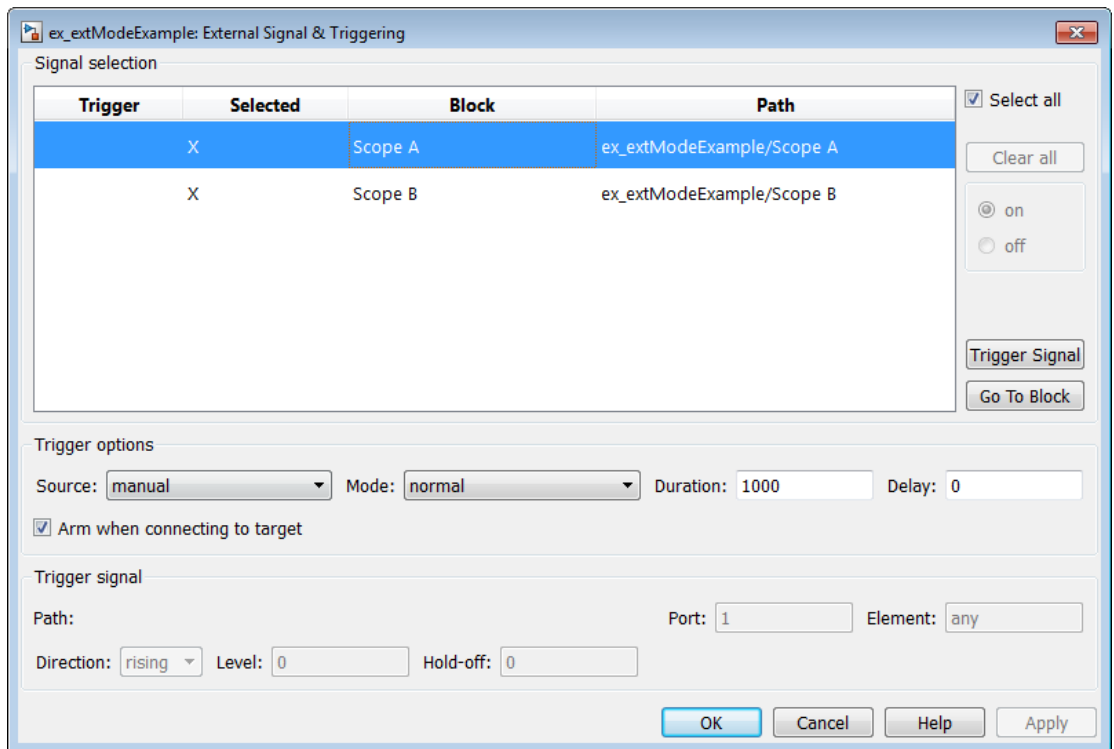 ex_extModeExample: External Signal & Triggering
Signal selection
Trigger Selected Block Path
X Scope A ex_extModeExample/Scope A
X Scope B ex_extModeExample/Scope B
Select all
Clear all
on
off
Trigger Signal
Go To Block
Trigger options
Source: manual Mode: normal Duration: 1000 Delay: 0
Arm when connecting to target
Trigger signal
Path: Port: 1 Element: any
Direction: rising Level: 0 Hold-off: 0
OK Cancel Help Apply